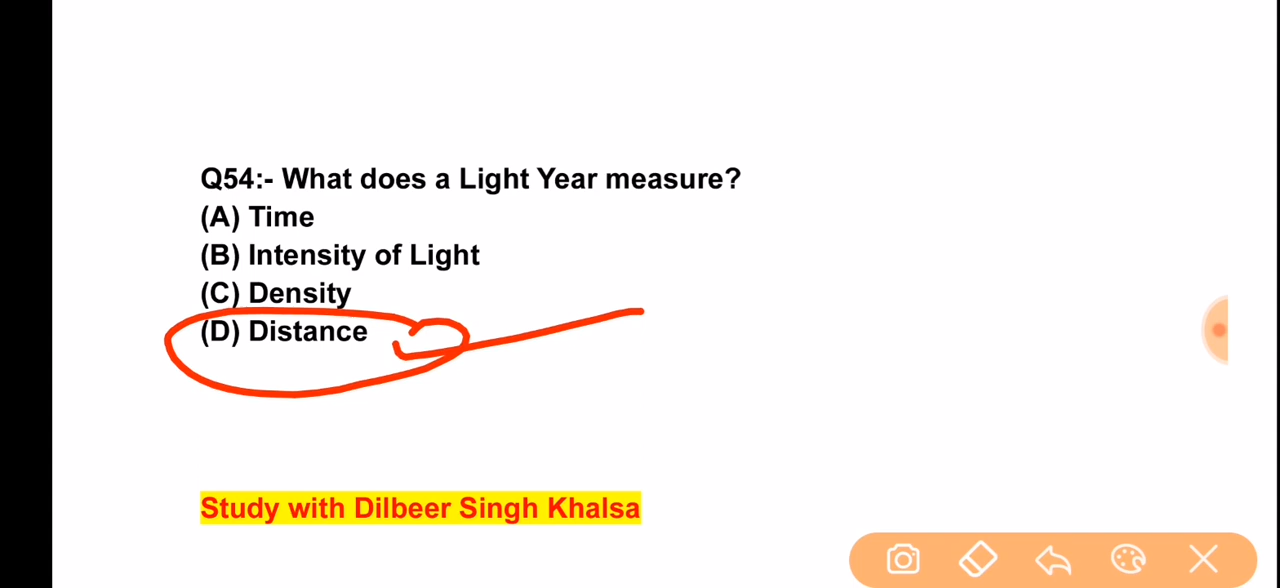 Q54:- What does a Light Year measure?
(A) Time
(B) Intensity of Light
(C) Density
(D) Distance
Study with Dilbeer Singh Khalsa